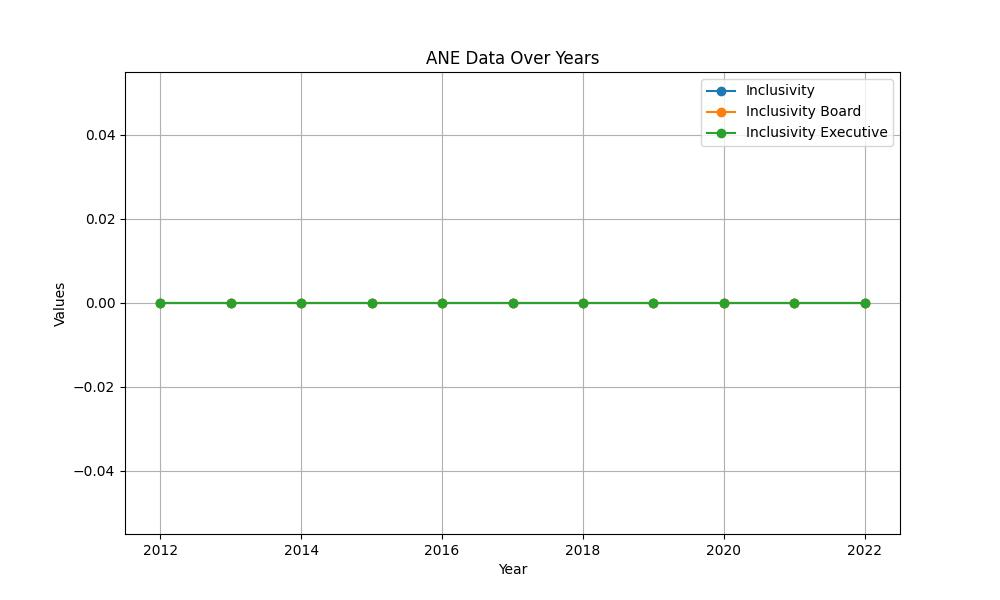 ANE Data Over Years
Inclusivity
Inclusivity Board
Inclusivity Executive
0.04
0.02
0.00
−0.02
−0.04
Values
2012 2014 2016 2018 2020 2022
Year